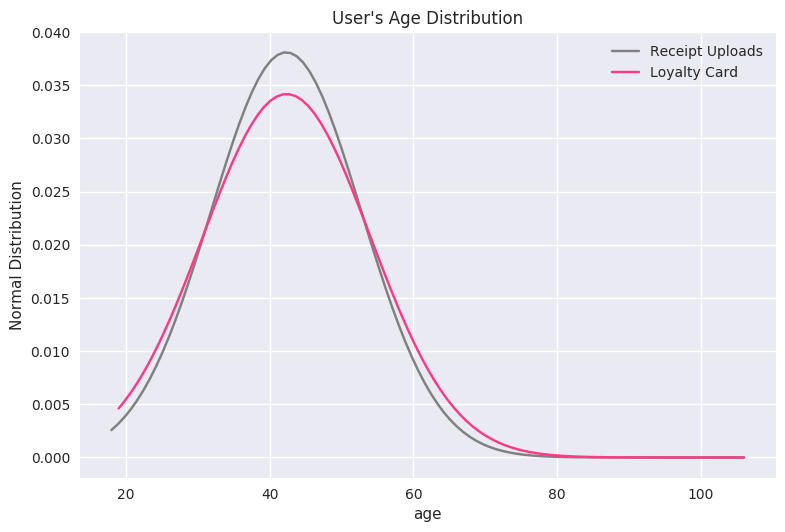 User's Age Distribution
Receipt Uploads
Loyalty Card
Normal Distribution
0.040
0.035
0.030
0.025
0.020
0.015
0.010
0.005
0.000
20 40 60 80 100
age